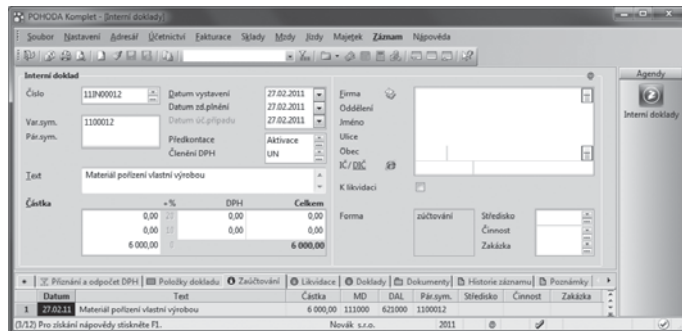 POHODA Komplet - [Interní doklady]
Soubor Nastavení Adresář Účetnictví Fakturace Sklady Mzdy Jízdy Majetek Záznam Nápověda
Interní doklad
Agendy
Interní doklady
Číslo 11IN00012
Var.sym. 1100012
Pár.sym.
Datum vystavení 27.02.2011
Datum zd.plnění 27.02.2011
Datum úč.případu 27.02.2011
Předkontace Aktivace
Členění DPH UN
Firma
Oddělení
Jméno
Ulice
Obec
IČ/DIČ
K likvidaci
Text Materiál pořízení vlastní výrobou
Částka % DPH Celkem
0,00 0,00 0,00
0,00 0,00 0,00
6 000,00 6 000,00
Forma zúčtování
Středisko
Činnost
Zakázka
Přiznání a odpočet DPH Položky dokladu Zaúčtování Likvidace Doklady Dokumenty Historie záznamu Poznámky
Datum Text Částka MD DAL Pár.sym. Středisko Činnost Zakázka
1 27.02.11 Materiál pořízení vlastní výrobou 6 000,00 111000 621000 1100012
(1/12) Pro získání nápovědy stiskněte F1. Novák s.r.o. 2011 @